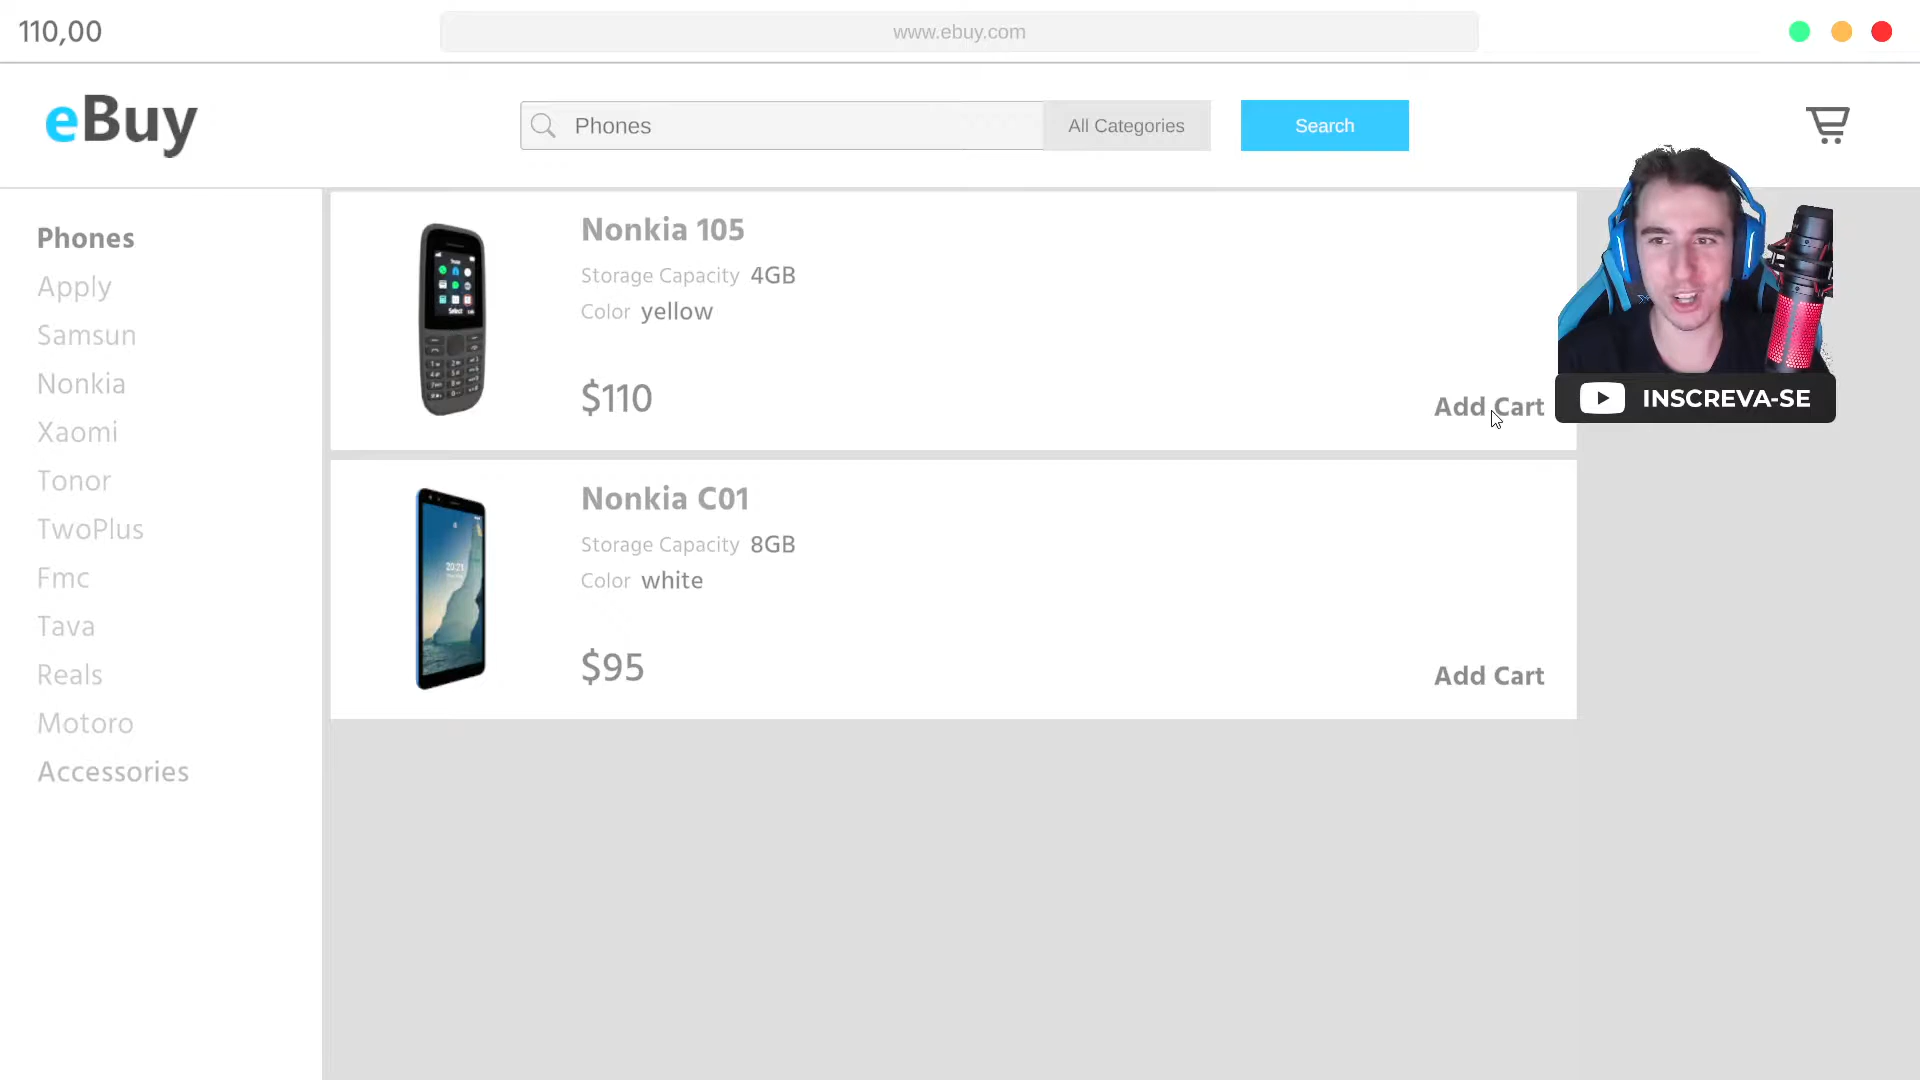 110,00
www.ebuy.com
eBuy
Phones
All Categories
Search
Phones
Apply
Samsun
Nonkia
Xaomi
Tonor
TwoPlus
Fmc
Tava
Reals
Motoro
Accessories
Nonkia 105
Storage Capacity 4GB
Color yellow
$110
Add Cart
INSCREVA-SE
Nonkia C01
Storage Capacity 8GB
Color white
20:21
$95
Add Cart